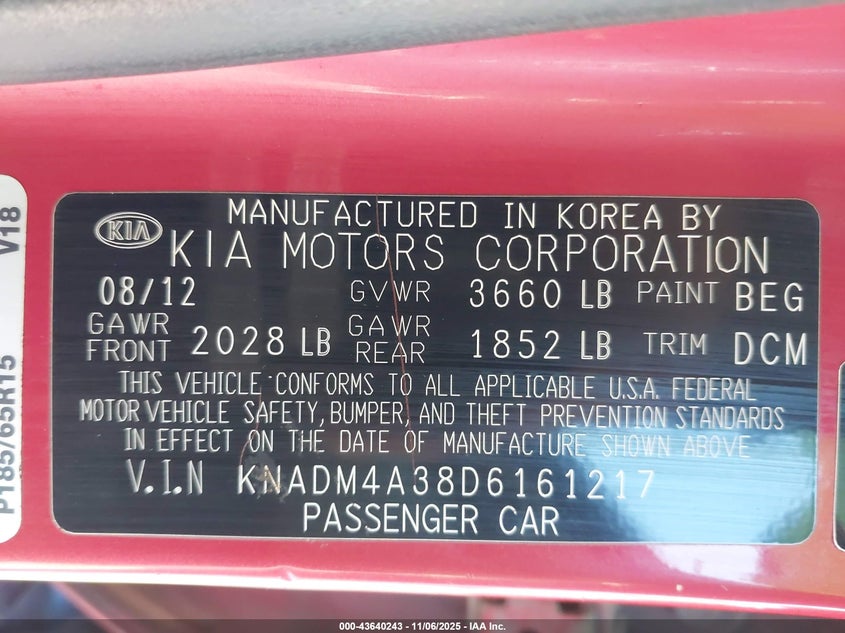 KIA
MANUFACTURED IN KOREA BY
KIA MOTORS CORPORATION
08/12 GVWR 3660 LB PAINT BEG
GAWR FRONT 2028 LB GAWR REAR 1852 LB TRIM DCM
THIS VEHICLE CONFORMS TO ALL APPLICABLE U.S.A. FEDERAL
MOTOR VEHICLE SAFETY, BUMPER, AND THEFT PREVENTION STANDARDS
IN EFFECT ON THE DATE OF MANUFACTURE SHOWN ABOVE
V.I.N KNADM4A38D6161217
PASSENGER CAR
P185/65R15 V18
000-43640243 - 11/06/2025 - IAA Inc.